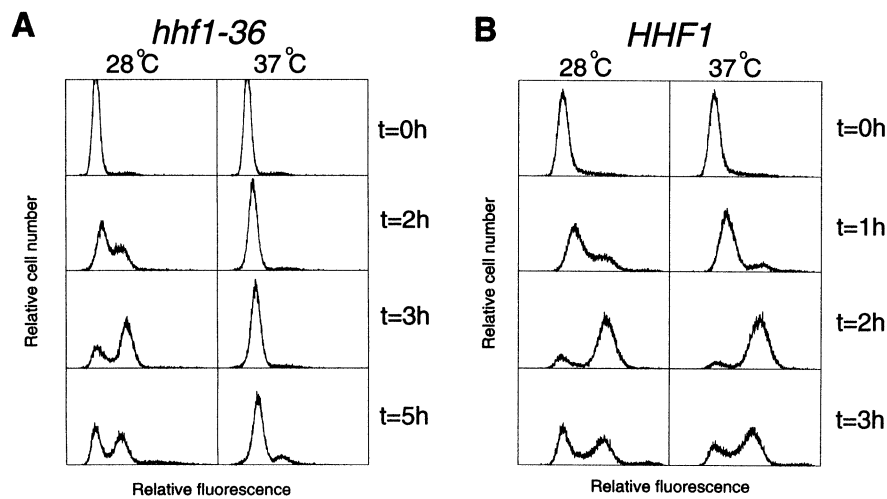 A
hhf1-36
28°C 37°C
t=0h
t=2h
t=3h
t=5h
Relative cell number
Relative fluorescence
B
HHF1
28°C 37°C
t=0h
t=1h
t=2h
t=3h
Relative cell number
Relative fluorescence